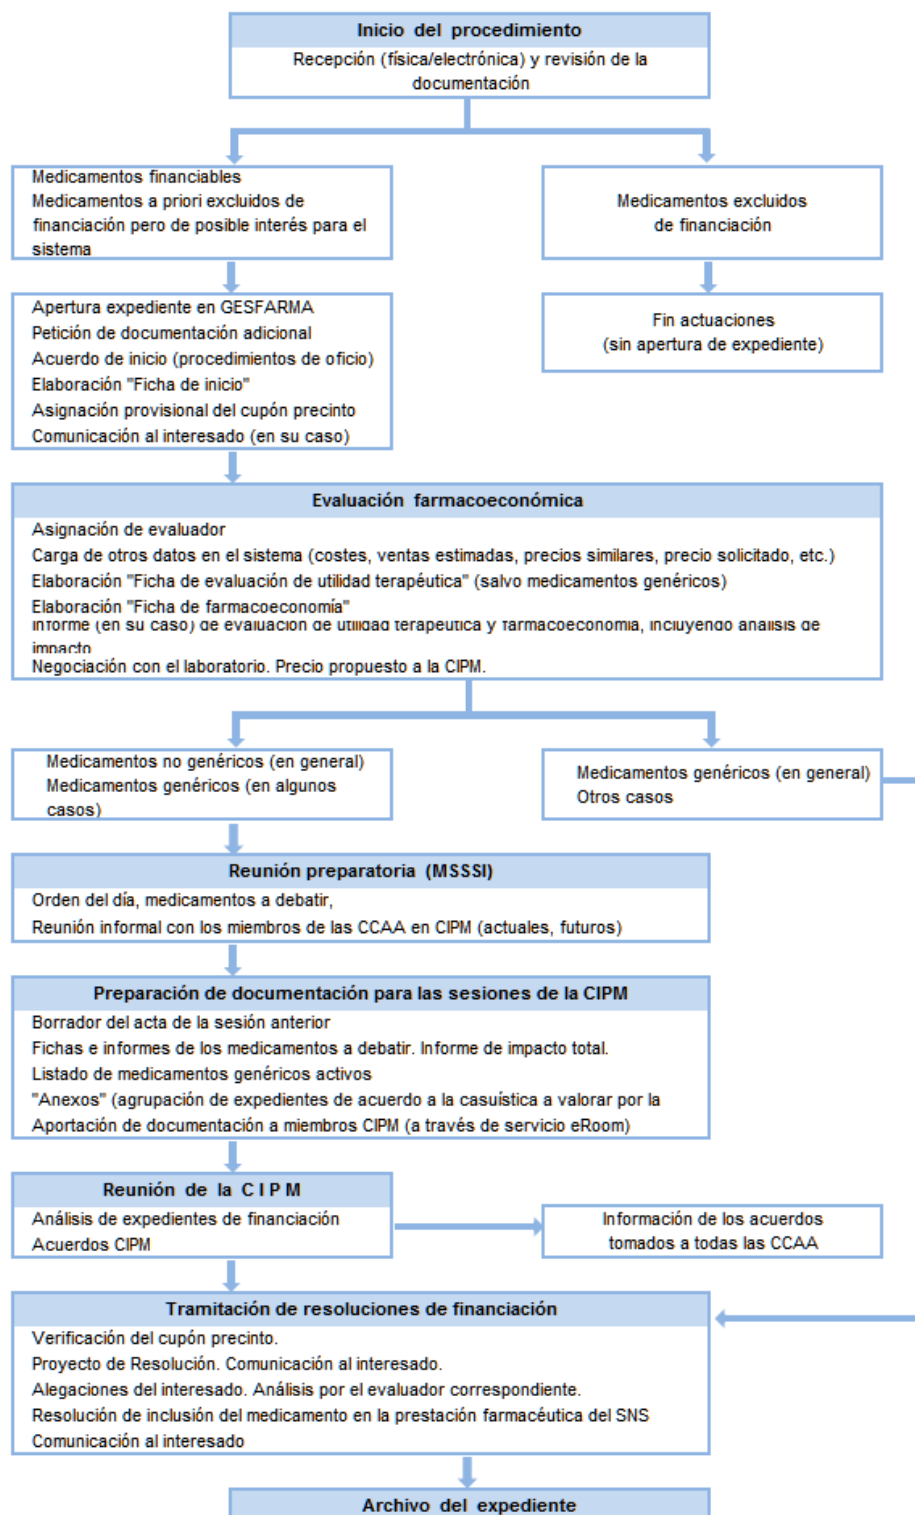 Inicio del procedimiento
Recepción (física/electrónica) y revisión de la
documentación
Medicamentos financiables
Medicamentos a priori excluidos de
financiación pero de posible interés para el
sistema
Medicamentos excluidos
de financiación
Apertura expediente en GESFARMA
Petición de documentación adicional
Acuerdo de inicio (procedimientos de oficio)
Elaboración "Ficha de inicio"
Asignación provisional del cupón precinto
Comunicación al interesado (en su caso)
Fin actuaciones
(sin apertura de expediente)
Evaluación farmacoeconómica
Asignación de evaluador
Carga de otros datos en el sistema (costes, ventas estimadas, precios similares, precio solicitado, etc.)
Elaboración "Ficha de evaluación de utilidad terapéutica" (salvo medicamentos genéricos)
Elaboración "Ficha de farmacoeconomía"
Informe (en su caso) de evaluación de utilidad terapéutica y farmacoeconomía, incluyendo análisis de
impacto
Negociación con el laboratorio. Precio propuesto a la CIPM.
Medicamentos no genéricos (en general)
Medicamentos genéricos (en algunos
casos)
Medicamentos genéricos (en general)
Otros casos
Reunión preparatoria (MSSSI)
Orden del día, medicamentos a debatir,
Reunión informal con los miembros de las CCAA en CIPM (actuales, futuros)
Preparación de documentación para las sesiones de la CIPM
Borrador del acta de la sesión anterior
Fichas e informes de los medicamentos a debatir. Informe de impacto total.
Listado de medicamentos genéricos activos
"Anexos" (agrupación de expedientes de acuerdo a la casuística a valorar por la
Aportación de documentación a miembros CIPM (a través de servicio eRoom)
Reunión de la C I P M
Análisis de expedientes de financiación
Acuerdos CIPM
Información de los acuerdos
tomados a todas las CCAA
Tramitación de resoluciones de financiación
Verificación del cupón precinto.
Proyecto de Resolución. Comunicación al interesado.
Alegaciones del interesado. Análisis por el evaluador correspondiente.
Resolución de inclusión del medicamento en la prestación farmacéutica del SNS
Comunicación al interesado
Archivo del expediente